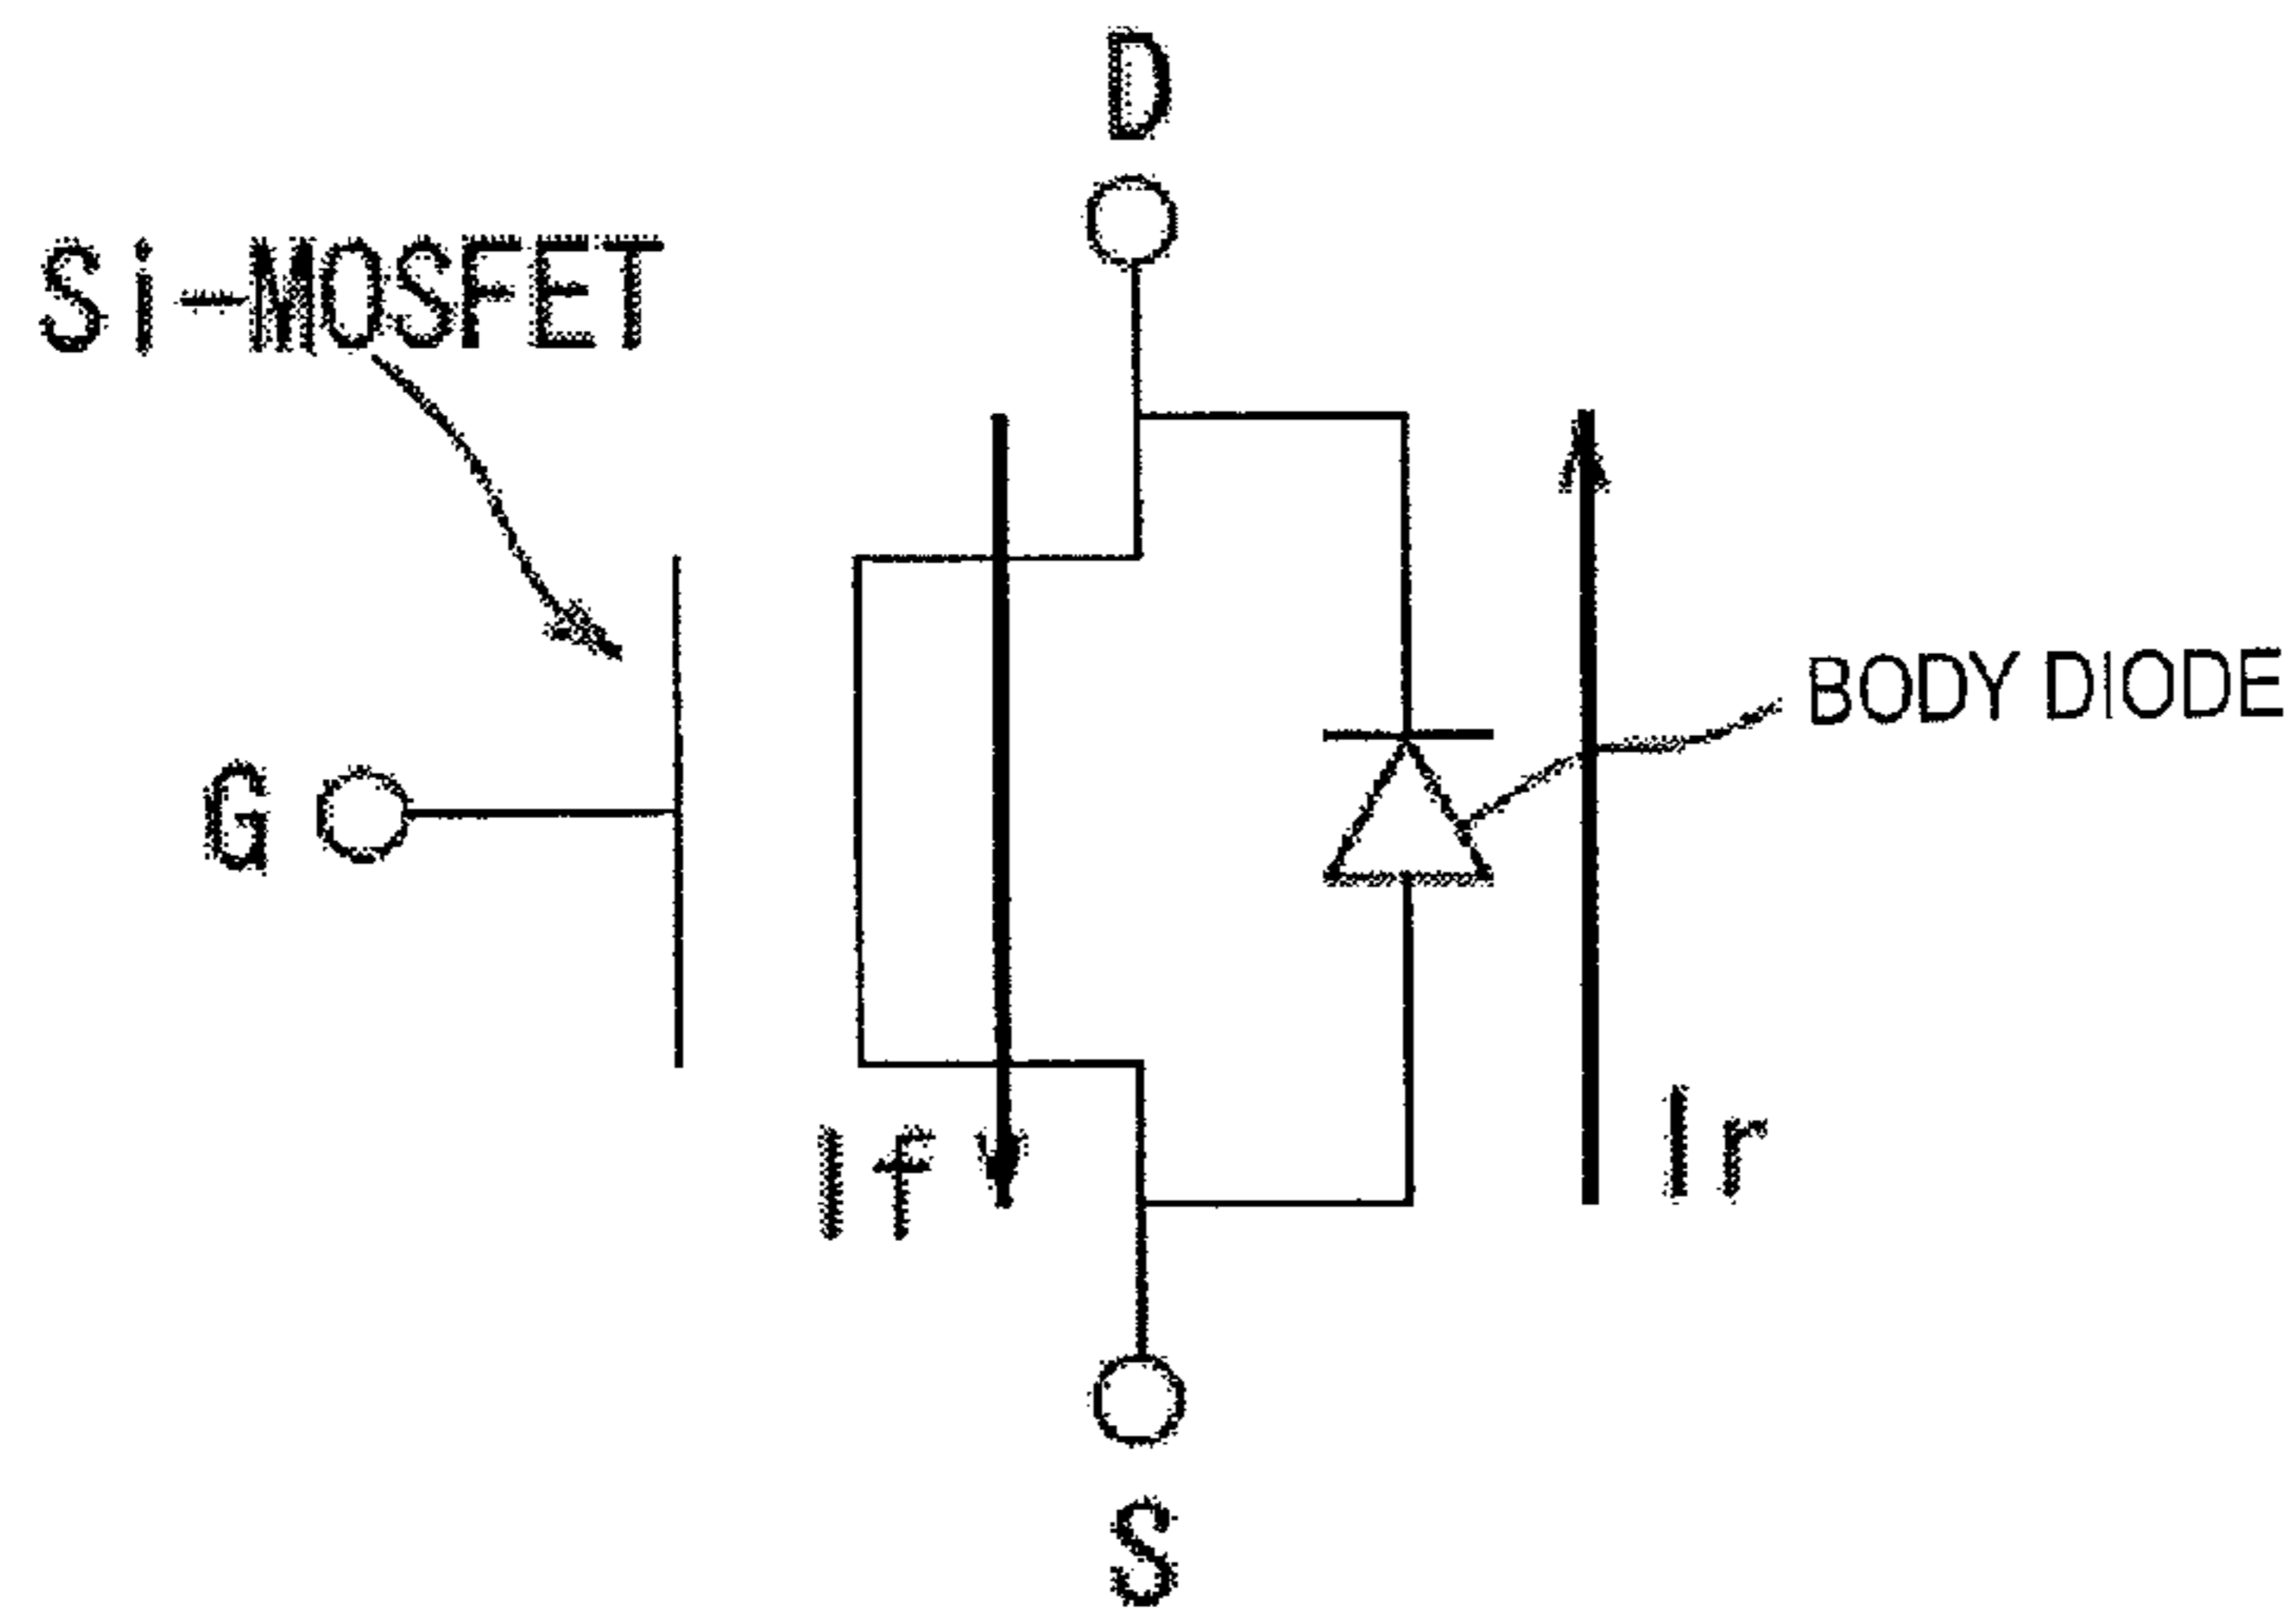 D
Si-MOSFET
BODY DIODE
G
If
Ir
S